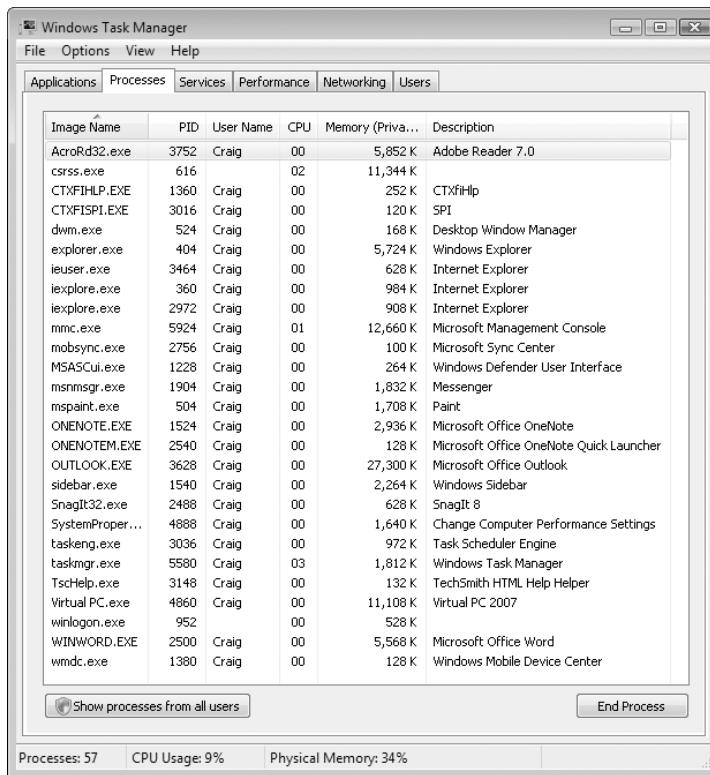 Windows Task Manager
File Options View Help
Applications Processes Services Performance Networking Users
Image Name PID User Name CPU Memory (Priva... Description
AcroRd32.exe 3752 Craig 00 5,852 K Adobe Reader 7.0
csrss.exe 616 02 11,344 K
CTXFIHLP.EXE 1360 Craig 00 252 K CTXfiHlp
CTXFISPI.EXE 3016 Craig 00 120 K SPI
dwm.exe 524 Craig 00 168 K Desktop Window Manager
explorer.exe 404 Craig 00 5,724 K Windows Explorer
ieuser.exe 3464 Craig 00 628 K Internet Explorer
iexplore.exe 360 Craig 00 984 K Internet Explorer
iexplore.exe 2972 Craig 00 908 K Internet Explorer
mmc.exe 5924 Craig 01 12,660 K Microsoft Management Console
mobsync.exe 2756 Craig 00 100 K Microsoft Sync Center
MSASCui.exe 1228 Craig 00 264 K Windows Defender User Interface
msnmsgr.exe 1904 Craig 00 1,832 K Messenger
mspaint.exe 504 Craig 00 1,708 K Paint
ONENOTE.EXE 1524 Craig 00 2,936 K Microsoft Office OneNote
ONENOTEM.EXE 2540 Craig 00 128 K Microsoft Office OneNote Quick Launcher
OUTLOOK.EXE 3628 Craig 00 27,300 K Microsoft Office Outlook
sidebar.exe 1540 Craig 00 2,264 K Windows Sidebar
SnagIt32.exe 2488 Craig 00 628 K SnagIt 8
SystemProper... 4888 Craig 00 1,640 K Change Computer Performance Settings
taskeng.exe 3036 Craig 00 972 K Task Scheduler Engine
taskmgr.exe 5580 Craig 03 1,812 K Windows Task Manager
TscHelp.exe 3148 Craig 00 132 K TechSmith HTML Help Helper
Virtual PC.exe 4860 Craig 00 11,108 K Virtual PC 2007
winlogon.exe 952 00 528 K
WINWORD.EXE 2500 Craig 00 5,568 K Microsoft Office Word
wmdc.exe 1380 Craig 00 128 K Windows Mobile Device Center
Show processes from all users End Process
Processes: 57 CPU Usage: 9% Physical Memory: 34%